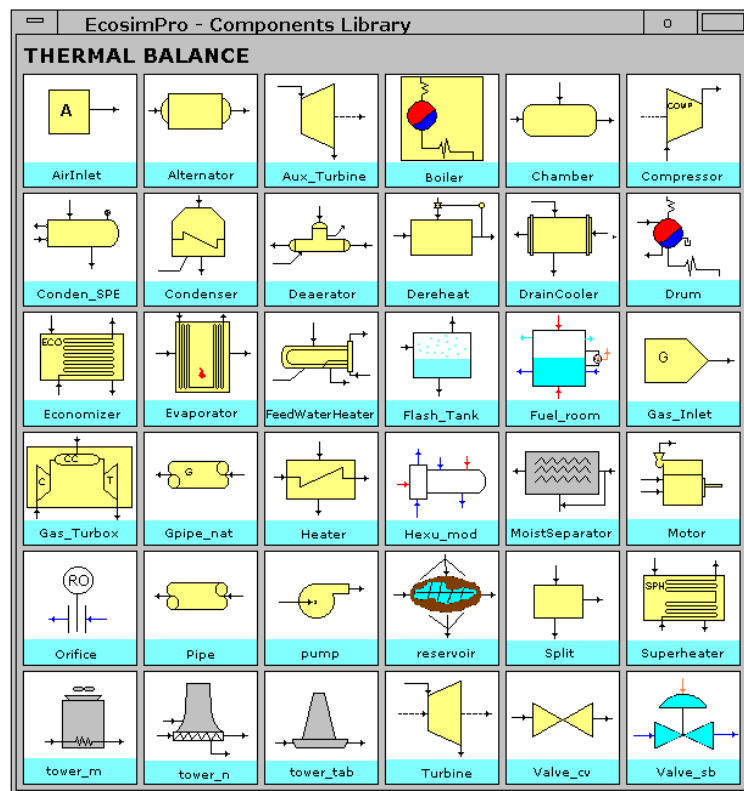 EcosimPro - Components Library
THERMAL BALANCE
A
COMP
AirInlet Alternator Aux_Turbine Boiler Chamber Compressor
Conden_SPE Condenser Deaerator Dereheat DrainCooler Drum
ECO
G
Economizer Evaporator FeedWaterHeater Flash_Tank Fuel_room Gas_Inlet
CC
C
T
G
Gas_Turbox Gpipe_nat Heater Hexu_mod MoistSeparator Motor
RO
SPH
Orifice Pipe pump reservoir Split Superheater
tower_m tower_n tower_tab Turbine Valve_cv Valve_sb